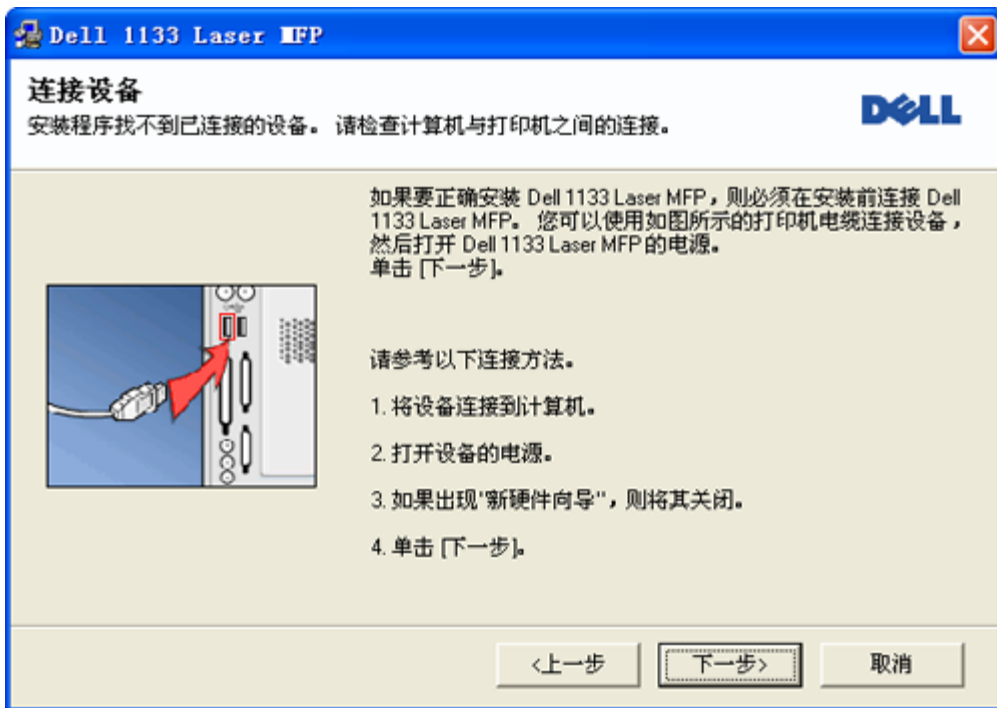 Dell 1133 Laser MFP
连接设备
安装程序找不到已连接的设备。 请检查计算机与打印机之间的连接。
DELL
如果要正确安装 Dell 1133 Laser MFP，则必须在安装前连接 Dell
1133 Laser MFP。 您可以使用如图所示的打印机电缆连接设备，
然后打开 Dell 1133 Laser MFP 的电源。
单击 [下一步]。
请参考以下连接方法。
1. 将设备连接到计算机。
2. 打开设备的电源。
3. 如果出现"新硬件向导"，则将其关闭。
4. 单击 [下一步]。
<上一步
下一步>
取消